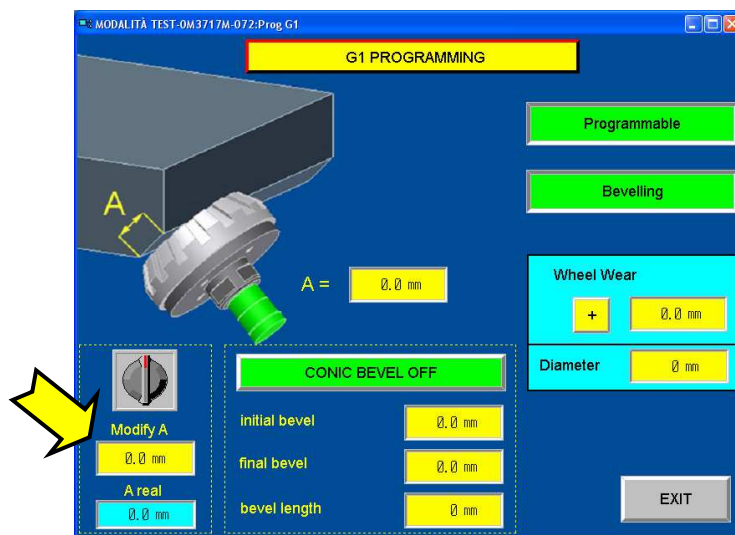 MODALITÀ TEST-0M3717M-072:Prog G1
G1 PROGRAMMING
Programmable
Bevelling
A
A =
0.0 mm
Wheel Wear
+
0.0 mm
Diameter
0 mm
Modify A
0.0 mm
A real
0.0 mm
CONIC BEVEL OFF
initial bevel
0.0 mm
final bevel
0.0 mm
bevel length
0 mm
EXIT